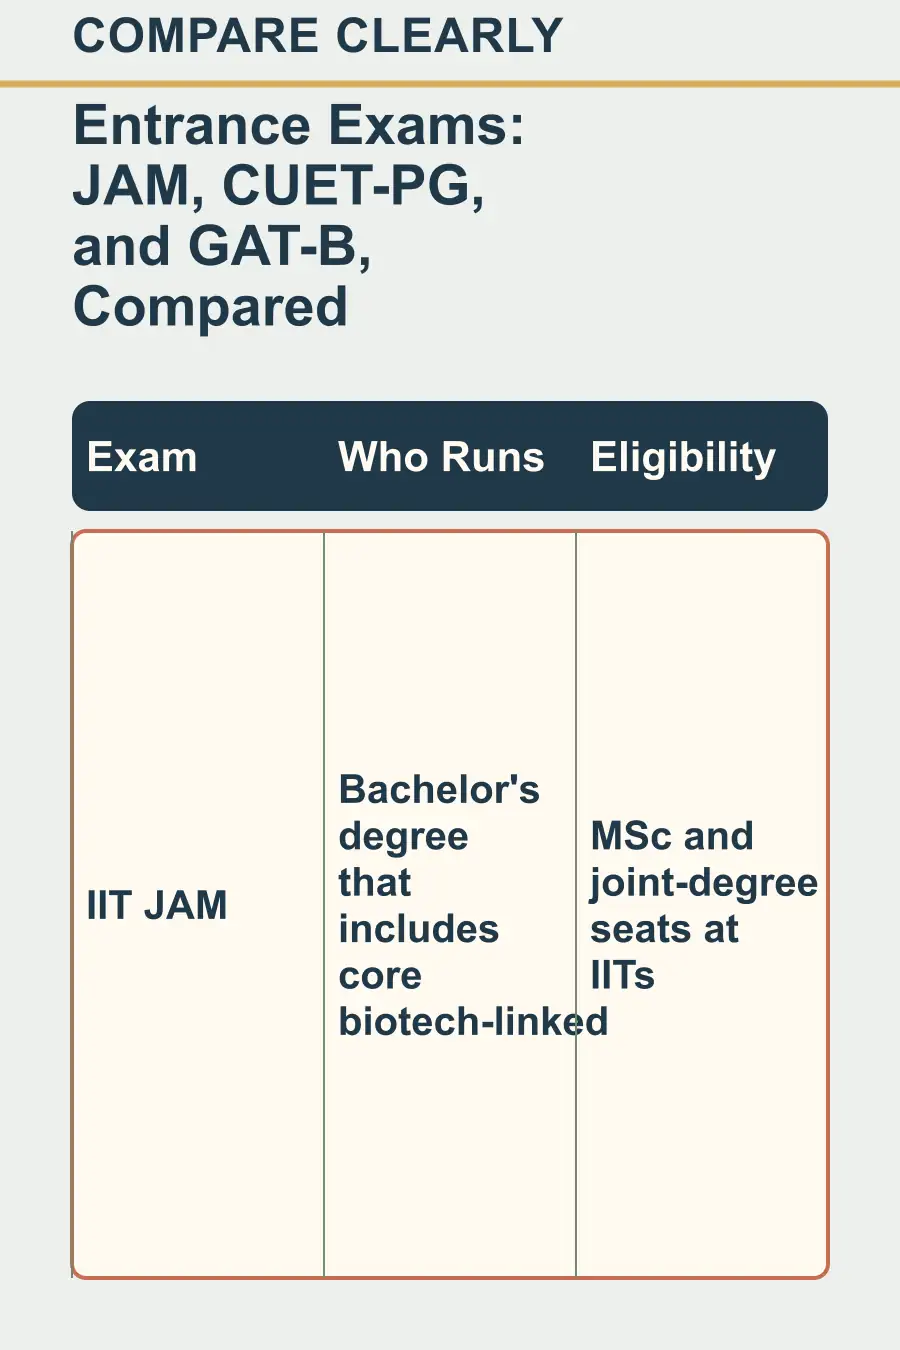 COMPARE CLEARLY
Entrance Exams:
JAM, CUET-PG,
and GAT-B,
Compared
Exam
Who Runs
Eligibility
IIT JAM
Bachelor's
degree
that
includes
core
biotech-linked
MSc and
joint-degree
seats at
IITs